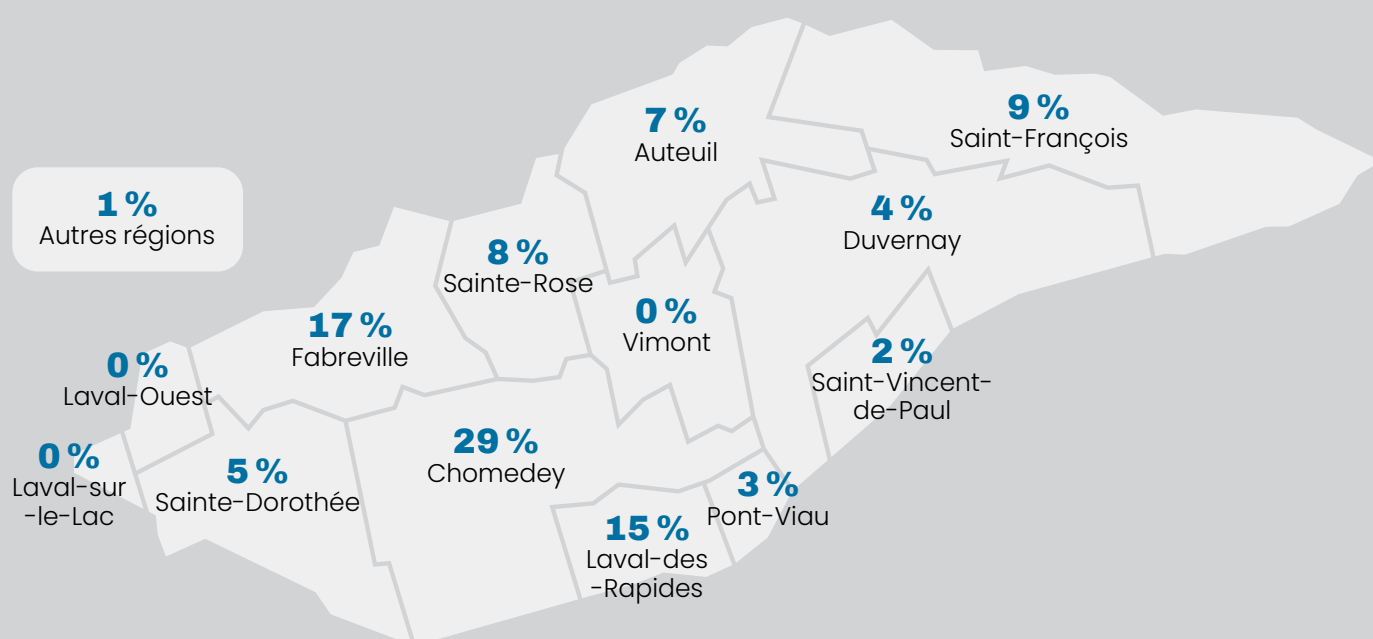 7 %
Auteuil
9 %
Saint-François
1 %
Autres régions
4 %
Duvernay
8 %
Sainte-Rose
0 %
Vimont
17 %
Fabreville
0 %
Laval-Ouest
2 %
Saint-Vincent-
de-Paul
0 %
Laval-sur
-le-Lac
5 %
Sainte-Dorothée
29 %
Chomedey
3 %
Pont-Viau
15 %
Laval-des
-Rapides